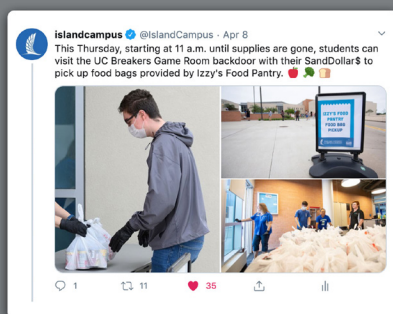 islandcampus @IslandCampus · Apr 8
This Thursday, starting at 11 a.m. until supplies are gone, students can
visit the UC Breakers Game Room backdoor with their SandDollar$ to
pick up food bags provided by Izzy's Food Pantry. 🍎 🥦 🍞
IZZY'S FOOD
PANTRY
FOOD BAG
PICKUP
1
11
35